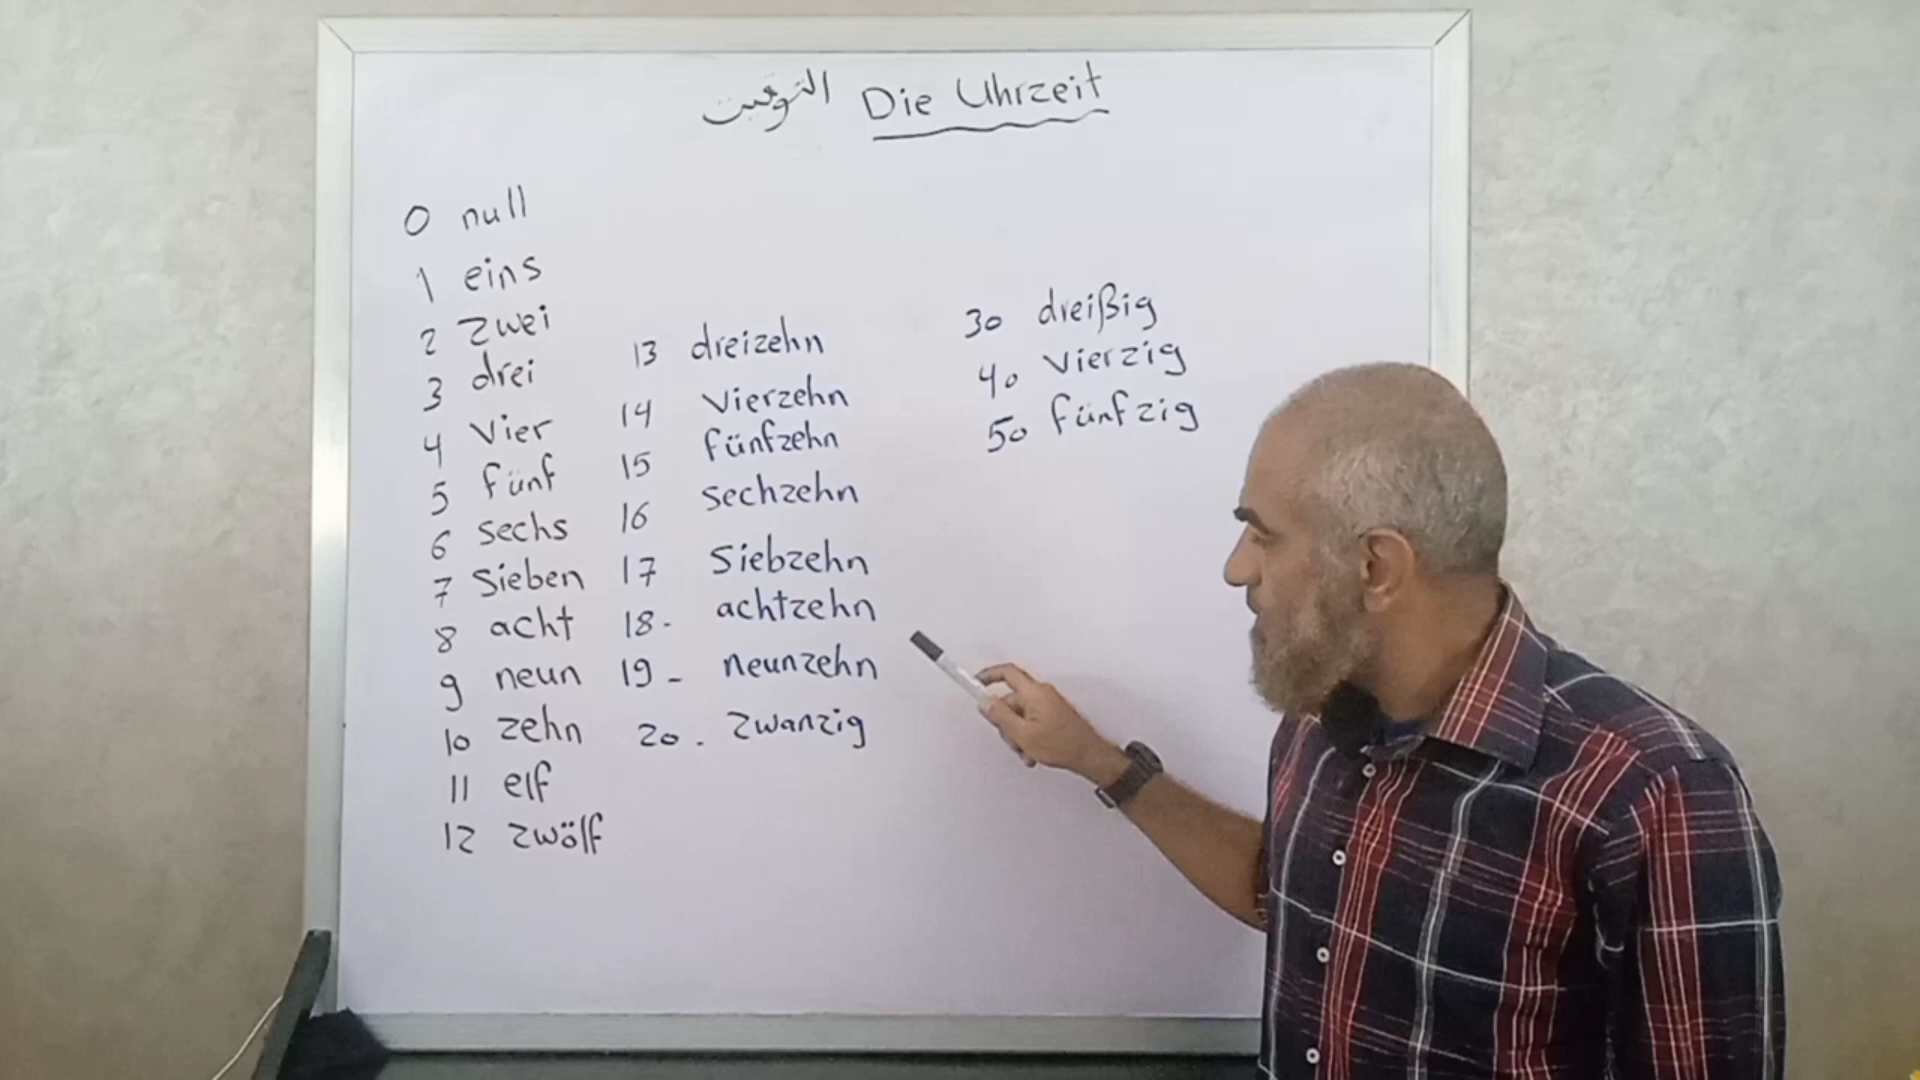 التوقيت Die Uhrzeit
0 null
1 eins
2 zwei
3 drei
4 vier
5 fünf
6 sechs
7 sieben
8 acht
9 neun
10 zehn
11 elf
12 zwölf
13 dreizehn
14 vierzehn
15 fünfzehn
16 sechzehn
17 siebzehn
18- achtzehn
19- neunzehn
20- zwanzig
30 dreißig
40 vierzig
50 fünfzig